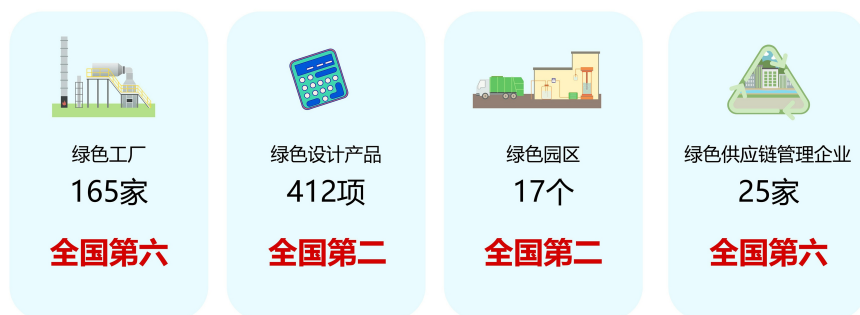 绿色工厂
165家
全国第六
绿色设计产品
412项
全国第二
绿色园区
17个
全国第二
绿色供应链管理企业
25家
全国第六